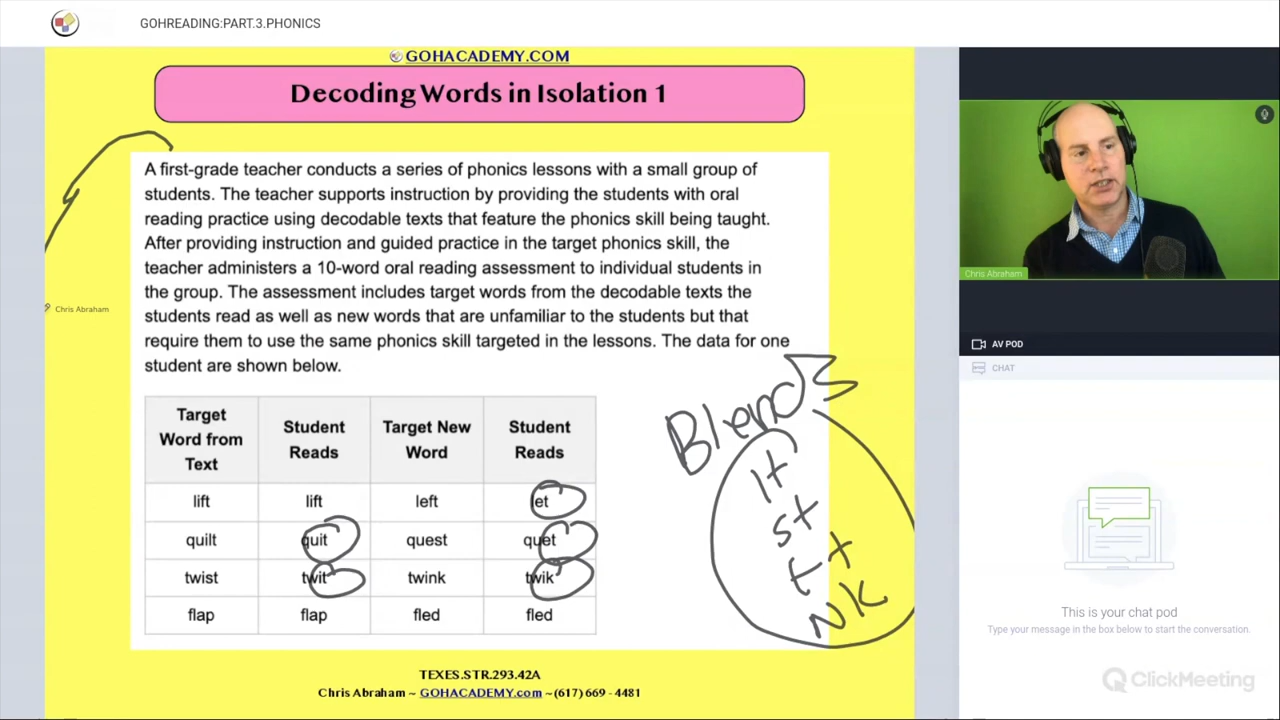 GOHREADING:PART.3.PHONICS
GOHACADEMY.COM
Decoding Words in Isolation 1
A first-grade teacher conducts a series of phonics lessons with a small group of
students. The teacher supports instruction by providing the students with oral
reading practice using decodable texts that feature the phonics skill being taught.
After providing instruction and guided practice in the target phonics skill, the
teacher administers a 10-word oral reading assessment to individual students in
the group. The assessment includes target words from the decodable texts the
students read as well as new words that are unfamiliar to the students but that
require them to use the same phonics skill targeted in the lessons. The data for one
student are shown below.
Chris Abraham
Target Word from Text Student Reads Target New Word Student Reads
lift lift left let
quilt quit quest quet
twist twit twink twik
flap flap fled fled
Blends
lt
st
ft
NK
TEXES.STR.293.42A
Chris Abraham ~ GOHACADEMY.com ~ (617) 669 - 4481
Chris Abraham
AV POD
CHAT
This is your chat pod
Type your message in the box below to start the conversation.
ClickMeeting